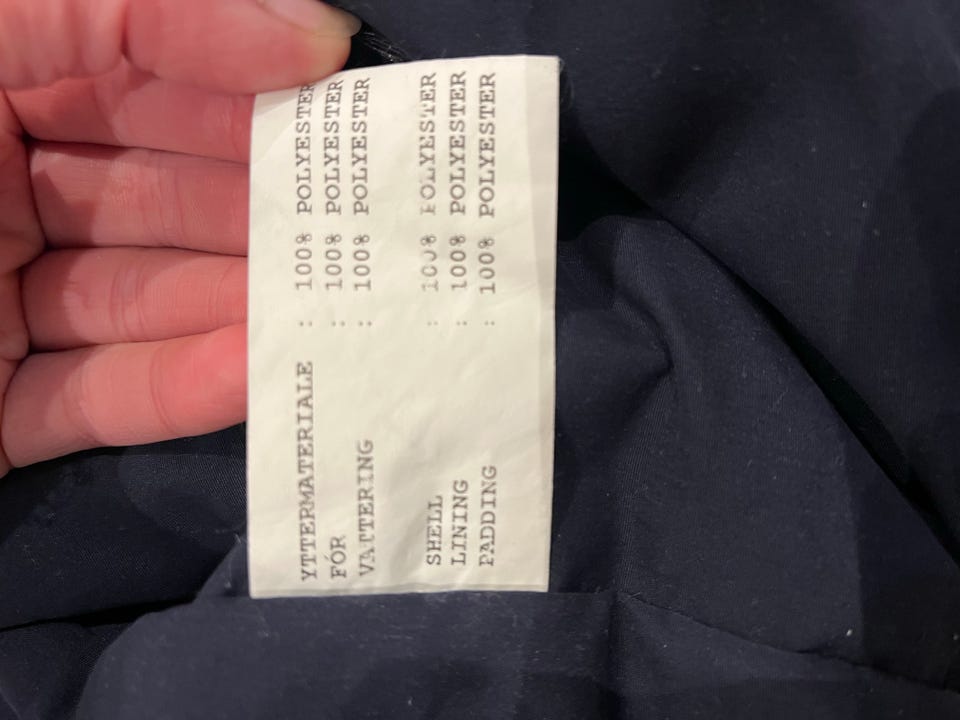 YTTERMATERIALE : 100% POLYESTER
FÓR : 100% POLYESTER
VATTERING : 100% POLYESTER
SHELL : 100% POLYESTER
LINING : 100% POLYESTER
PADDING : 100% POLYESTER